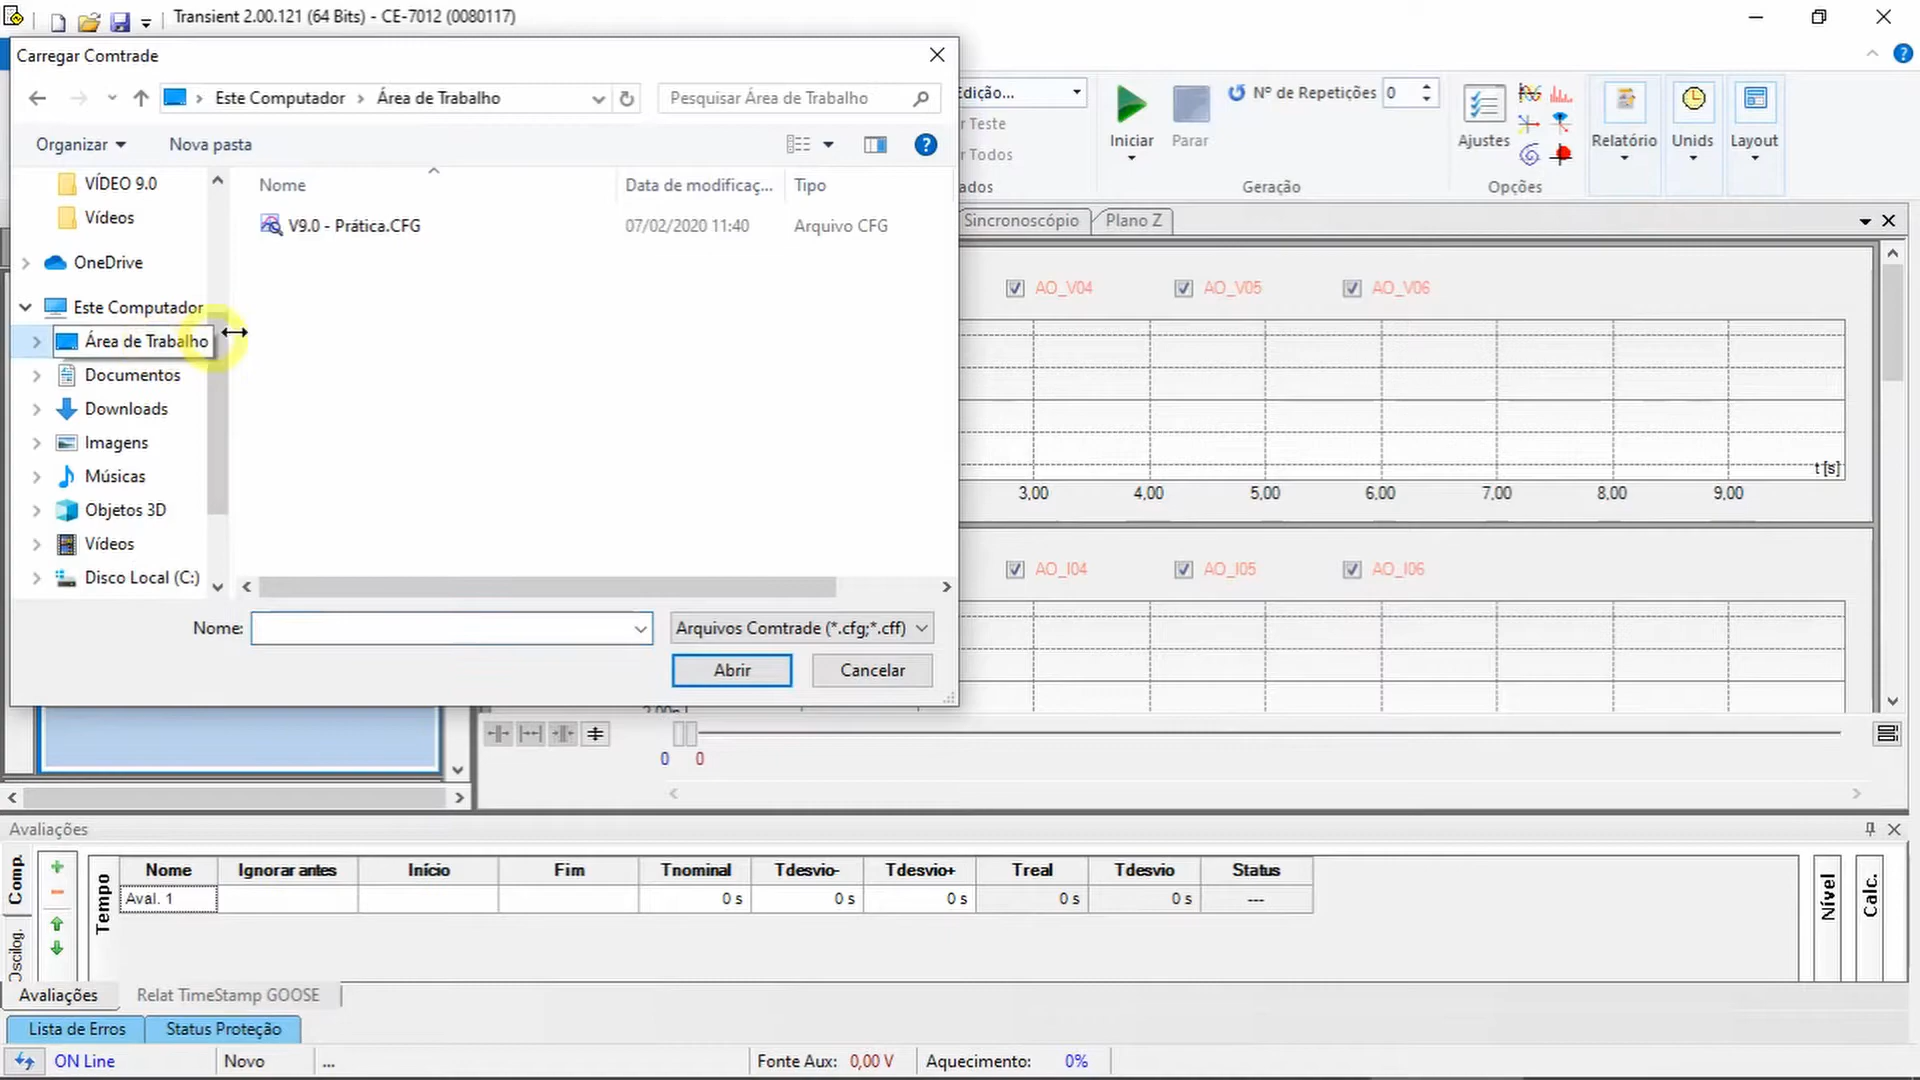 Transient 2.00.121 (64 Bits) - CE-7012 (0080117)
Carregar Comtrade
Este Computador > Área de Trabalho
Pesquisar Área de Trabalho
Organizar
Nova pasta
VÍDEO 9.0
Vídeos
OneDrive
Este Computador
Área de Trabalho
Documentos
Downloads
Imagens
Músicas
Objetos 3D
Vídeos
Disco Local (C:)
Nome Data de modificaç... Tipo
V9.0 - Prática.CFG 07/02/2020 11:40 Arquivo CFG
Nome:
Arquivos Comtrade (*.cfg;*.cff)
Abrir
Cancelar
Edição...
r Teste
r Todos
ados
Iniciar
Parar
Nº de Repetições 0
Geração
Ajustes
Opções
Relatório
Unids
Layout
Sincronoscópio
Plano Z
AO_V04 AO_V05 AO_V06
t [s]
3,00 4,00 5,00 6,00 7,00 8,00 9,00
AO_I04 AO_I05 AO_I06
0 0
Avaliações
Comp.
Oscilog.
Tempo
Nome Ignorar antes Início Fim Tnominal Tdesvio- Tdesvio+ Treal Tdesvio Status
Aval. 1 0 s 0 s 0 s 0 s 0 s ---
Nível
Calc.
Avaliações
Relat TimeStamp GOOSE
Lista de Erros
Status Proteção
ON Line
Novo
...
Fonte Aux: 0,00 V
Aquecimento: 0%